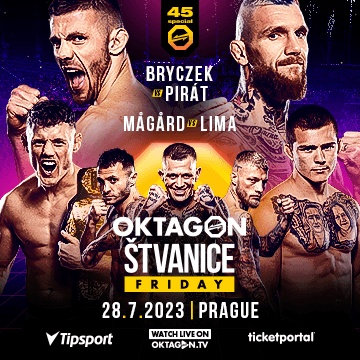 45
special
BRYCZEK
VS PIRÁT
MÅGÅRD VS LIMA
OKTAGON
ŠTVANICE
FRIDAY
28.7.2023 | PRAGUE
Tipsport
WATCH LIVE ON
OKTAGON.TV
ticketportal